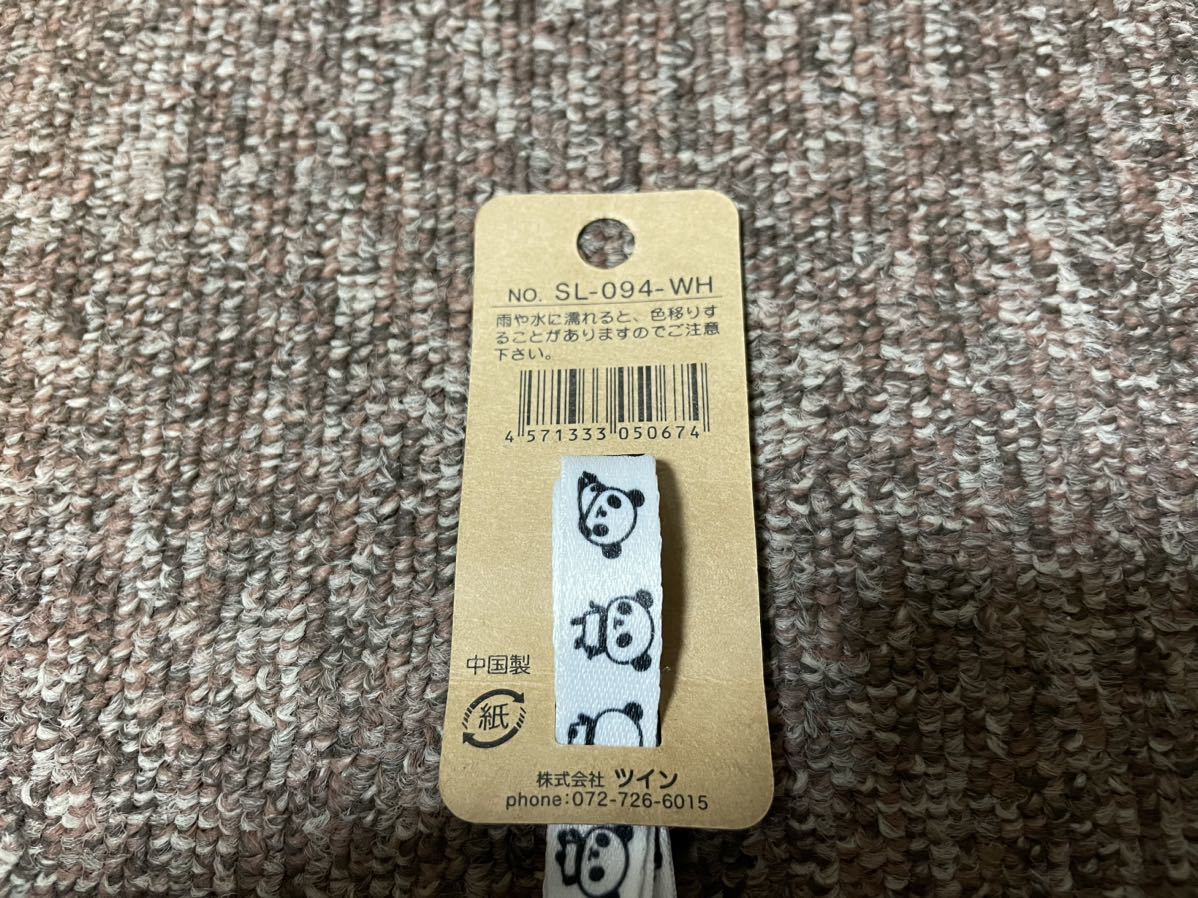 NO. SL-094-WH
雨や水に濡れると、色移りす
ることがありますのでご注意
下さい。
4 571333 050674
中国製
紙
株式会社 ツイン
phone:072-726-6015